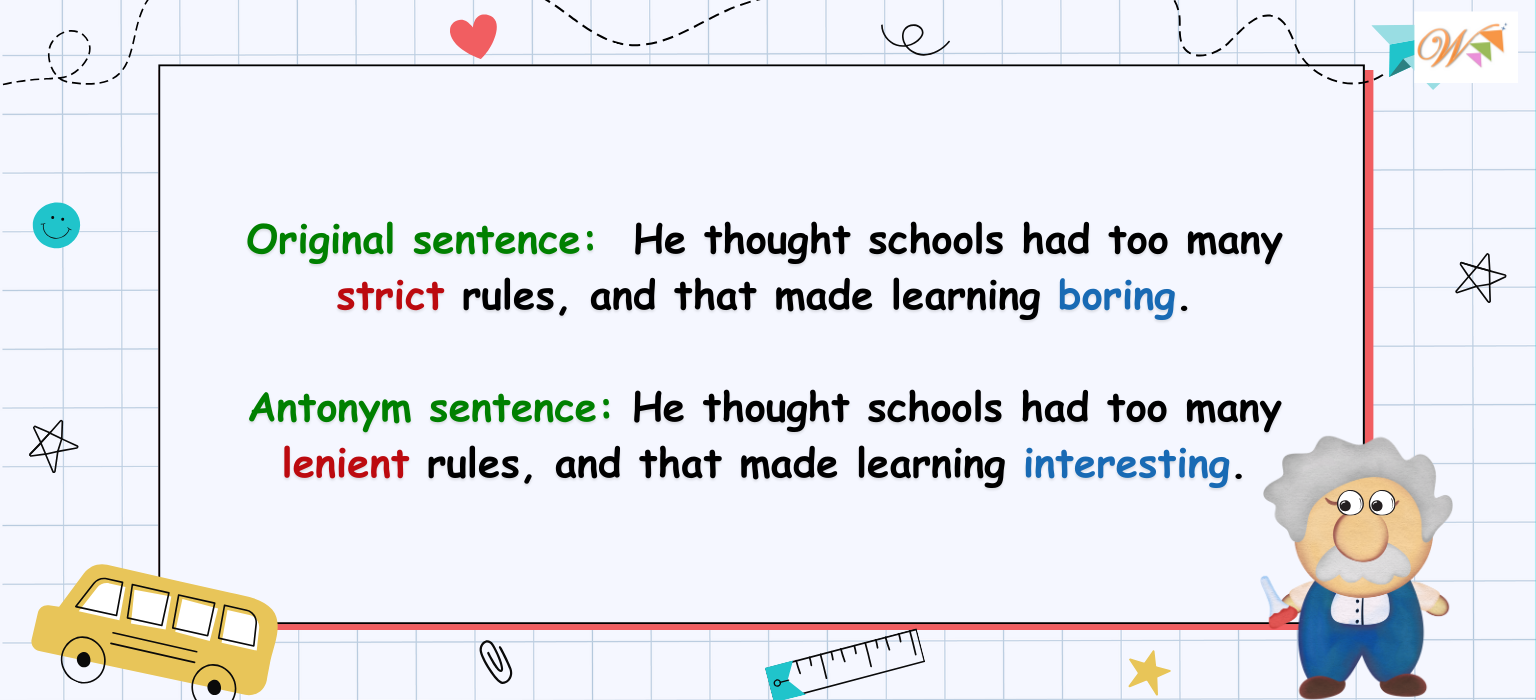 Original sentence:  He thought schools had too many
strict rules, and that made learning boring.
Antonym sentence: He thought schools had too many
lenient rules, and that made learning interesting.
W